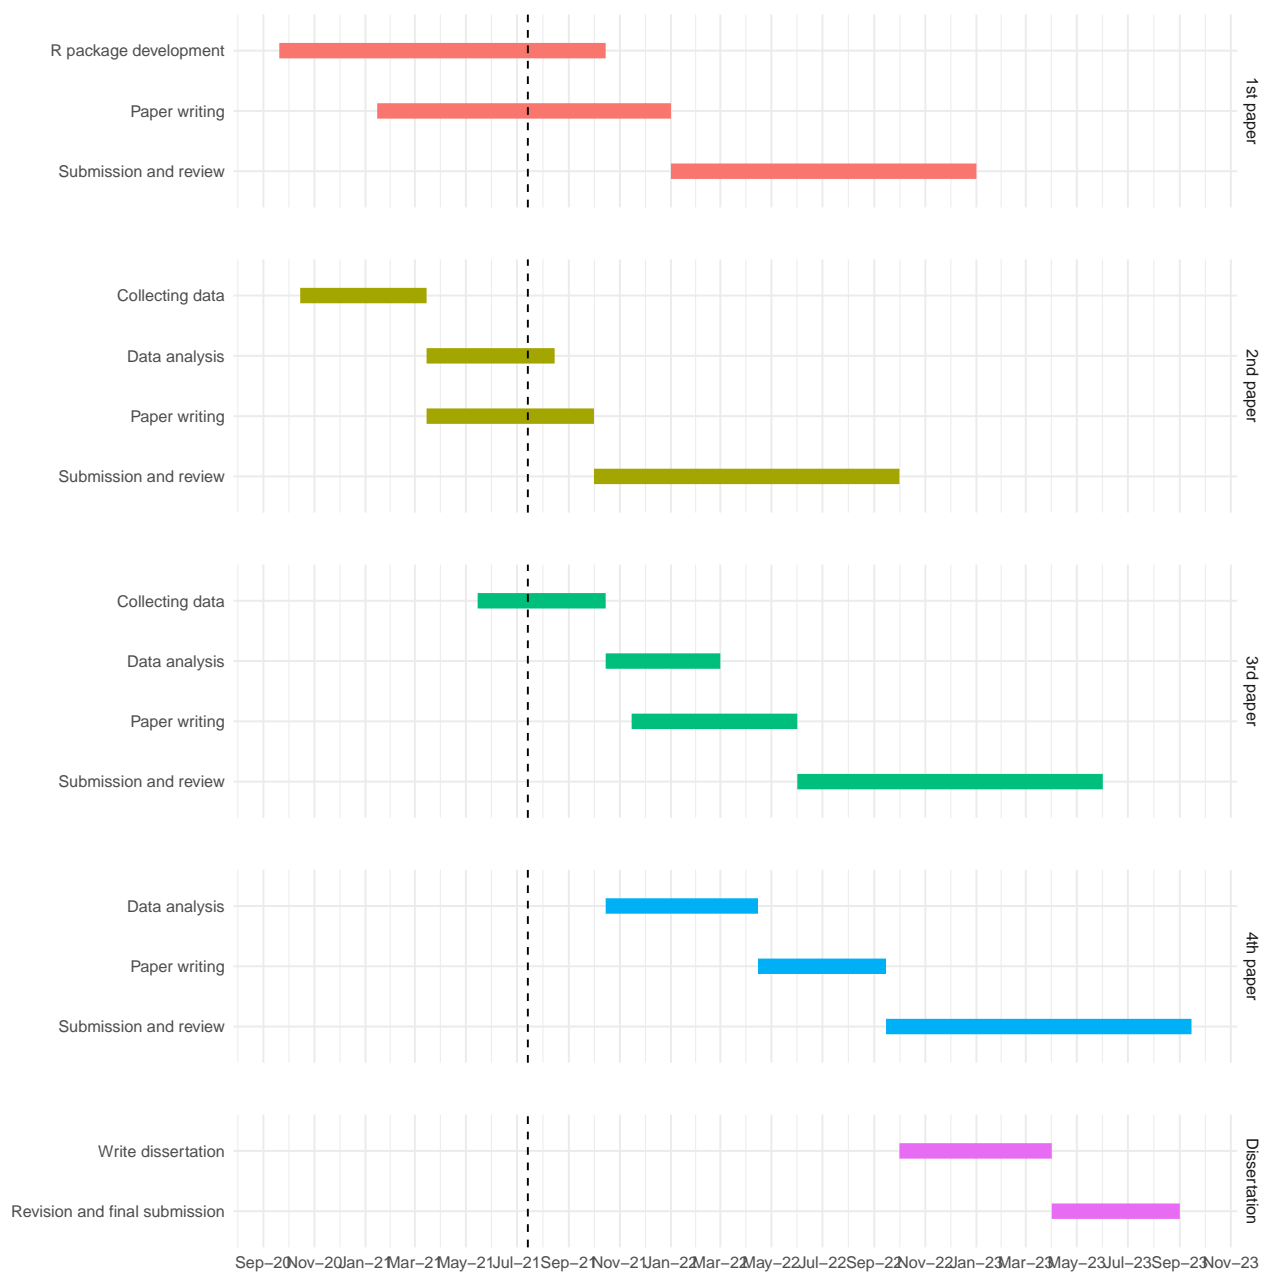 R package development
Paper writing
Submission and review
1st paper
Collecting data
Data analysis
Paper writing
Submission and review
2nd paper
Collecting data
Data analysis
Paper writing
Submission and review
3rd paper
Data analysis
Paper writing
Submission and review
4th paper
Write dissertation
Revision and final submission
Dissertation
Sep–20 Nov–20 Jan–21 Mar–21 May–21 Jul–21 Sep–21 Nov–21 Jan–22 Mar–22 May–22 Jul–22 Sep–22 Nov–22 Jan–23 Mar–23 May–23 Jul–23 Sep–23 Nov–23